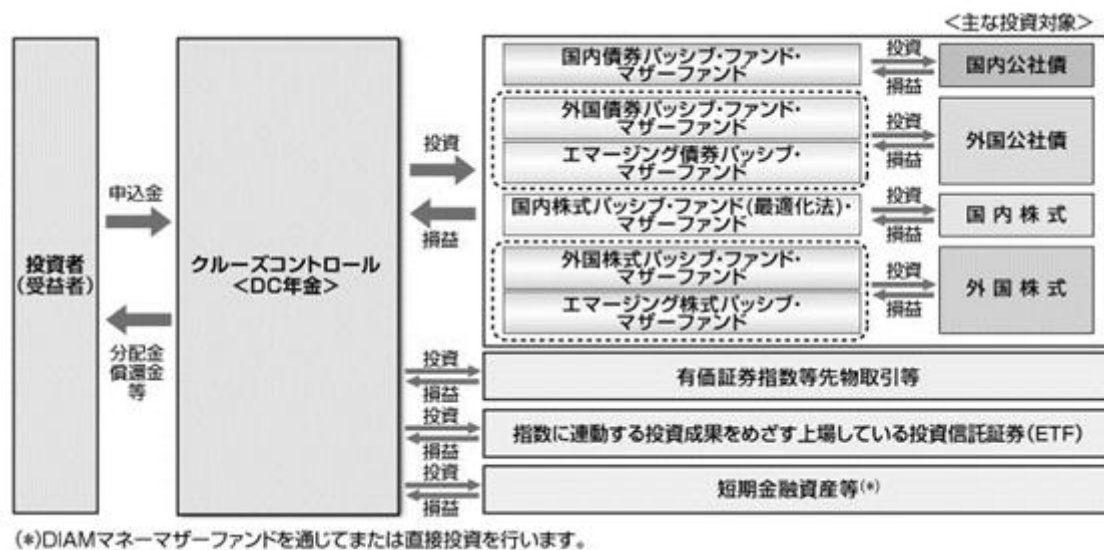 <主な投資対象>
投資者
(受益者)
申込金
分配金
償還金
等
クルーズコントロール
<DC年金>
投資
損益
国内債券パッシブ・ファンド・
マザーファンド
投資
損益
国内公社債
外国債券パッシブ・ファンド・
マザーファンド
エマージング債券パッシブ・
マザーファンド
投資
損益
外国公社債
国内株式パッシブ・ファンド(最適化法)・
マザーファンド
投資
損益
国内株式
外国株式パッシブ・ファンド・
マザーファンド
エマージング株式パッシブ・
マザーファンド
投資
損益
外国株式
投資
損益
有価証券指数等先物取引等
投資
損益
指数に連動する投資成果をめざす上場している投資信託証券(ETF)
投資
損益
短期金融資産等(*)
(*)DIAMマネーマザーファンドを通じてまたは直接投資を行います。